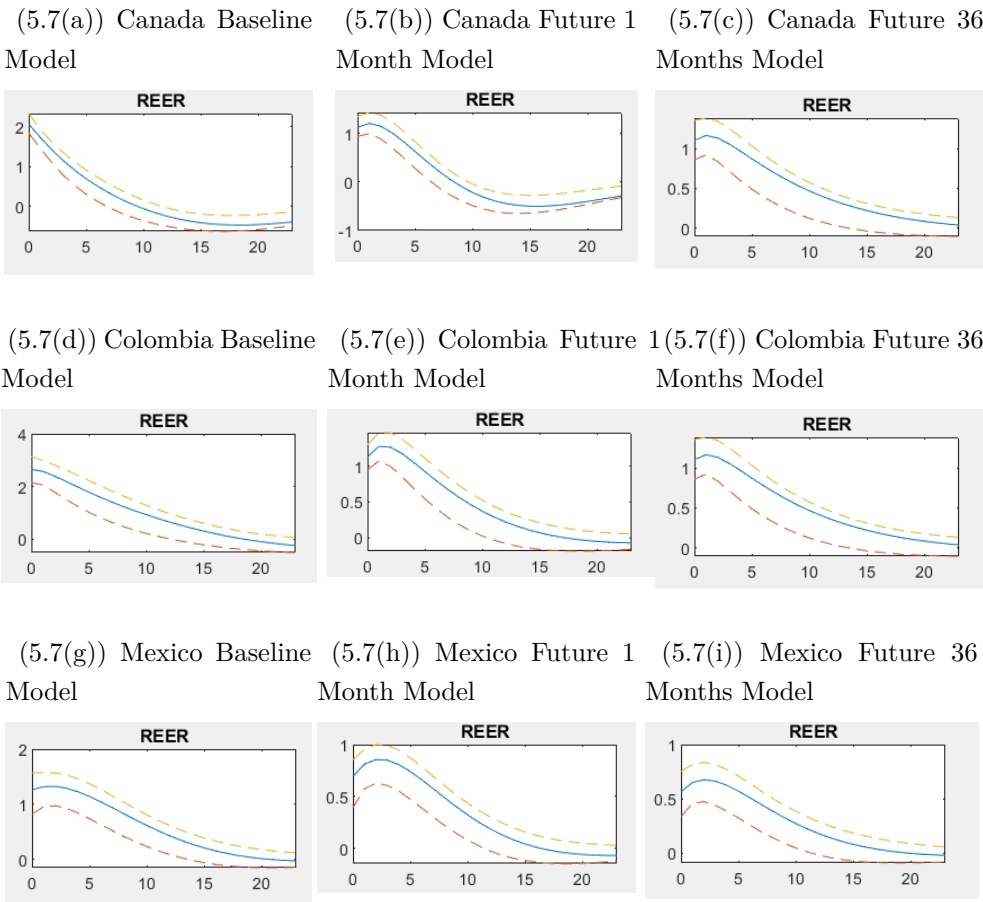 (5.7(a)) Canada Baseline
Model
(5.7(b)) Canada Future 1
Month Model
(5.7(c)) Canada Future 36
Months Model
REER
2
0
0 5 10 15 20
REER
1
0
-1
0 5 10 15 20
REER
1
0.5
0
0 5 10 15 20
(5.7(d)) Colombia Baseline
Model
(5.7(e)) Colombia Future 1
Month Model
(5.7(f)) Colombia Future 36
Months Model
REER
4
2
0
0 5 10 15 20
REER
1
0.5
0
0 5 10 15 20
REER
1
0.5
0
0 5 10 15 20
(5.7(g)) Mexico Baseline
Model
(5.7(h)) Mexico Future 1
Month Model
(5.7(i)) Mexico Future 36
Months Model
REER
2
1
0
0 5 10 15 20
REER
1
0.5
0
0 5 10 15 20
REER
1
0.5
0
0 5 10 15 20